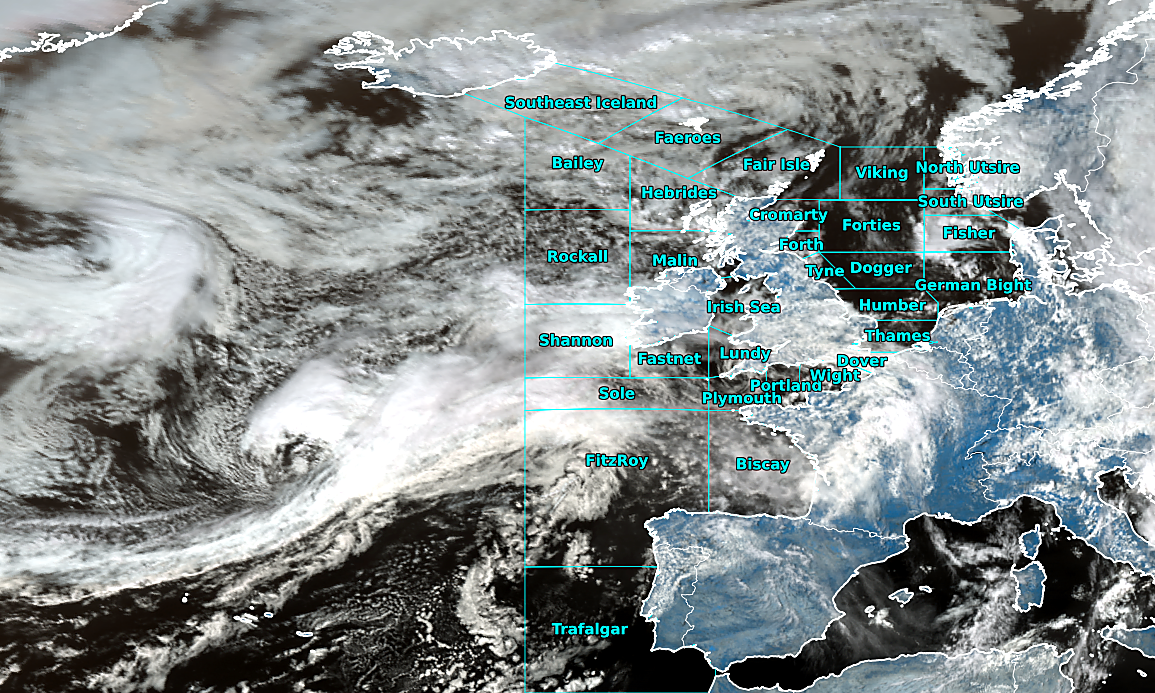 Southeast Iceland
Faeroes
Bailey
Fair Isle
Viking
North Utsire
Hebrides
South Utsire
Cromarty
Forties
Fisher
Forth
Rockall
Malin
Tyne
Dogger
German Bight
Irish Sea
Humber
Shannon
Thames
Fastnet
Lundy
Dover
Wight
Portland
Sole
Plymouth
FitzRoy
Biscay
Trafalgar